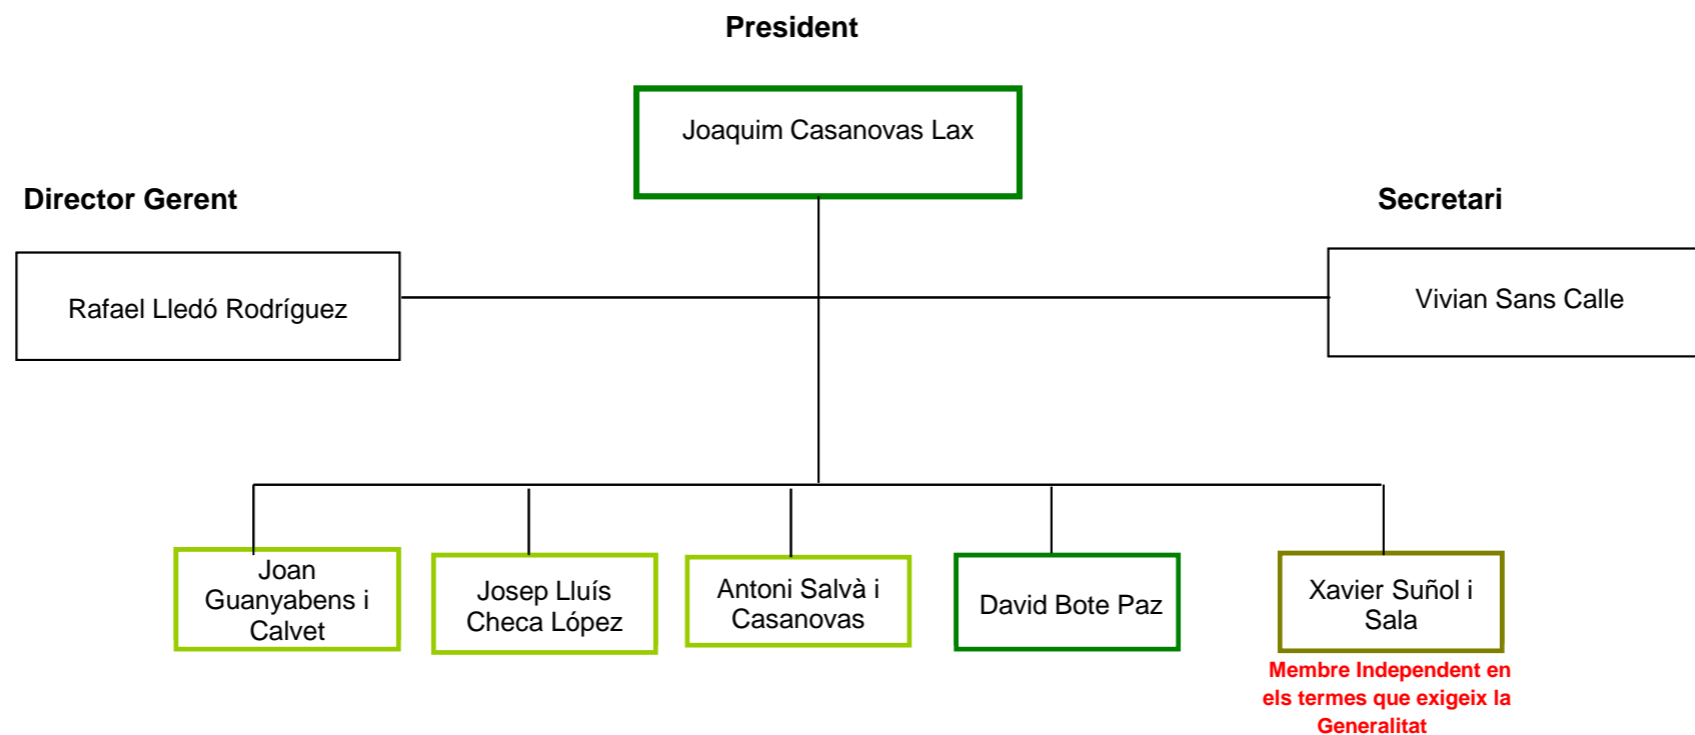 President
Joaquim Casanovas Lax
Director Gerent
Secretari
Rafael Lledó Rodríguez
Vivian Sans Calle
Joan
Guanyabens i
Calvet
Josep Lluís
Checa López
Antoni Salvà i
Casanovas
David Bote Paz
Xavier Suñol i
Sala
Membre Independent en
els termes que exigeix la
Generalitat